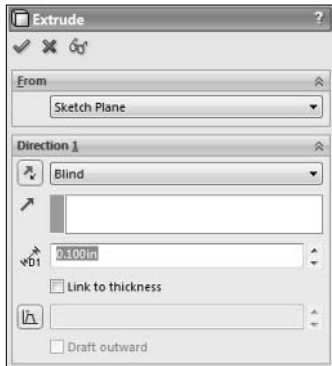 Extrude ?
From
Sketch Plane
Direction 1
Blind
D1 0.100in
Link to thickness
Draft outward